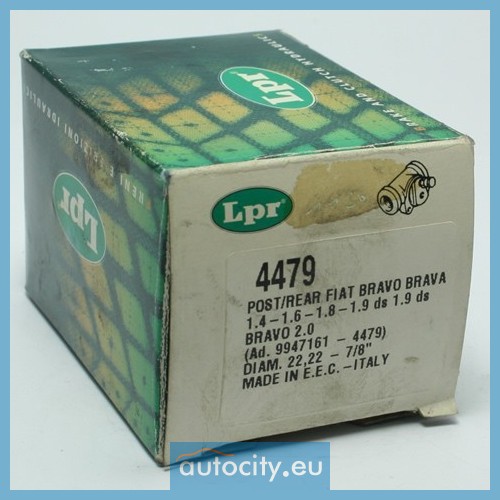 BRAKE AND CLUTCH HYDRAULIC
Lpr
Lpr
Lpr
4479
POST/REAR FIAT BRAVO BRAVA
1.4-1.6-1.8-1.9 ds 1.9 ds
BRAVO 2.0
(Ad. 9947161 - 4479)
DIAM. 22,22 - 7/8"
MADE IN E.E.C.-ITALY
autocity.eu